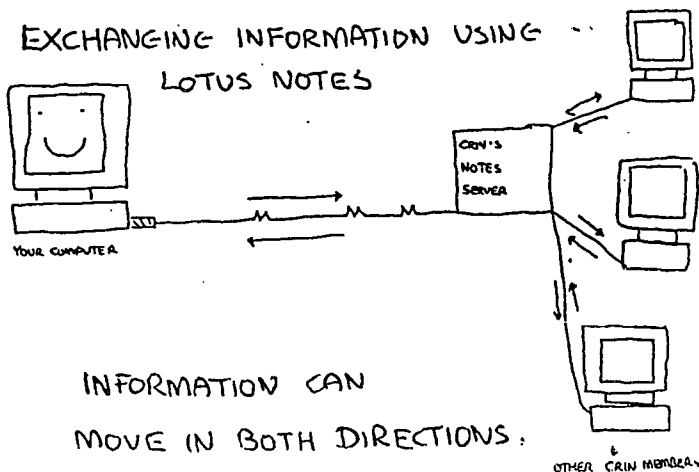 EXCHANGING INFORMATION USING
LOTUS NOTES
CRIN'S
NOTES
SERVER
YOUR COMPUTER
INFORMATION CAN
MOVE IN BOTH DIRECTIONS.
OTHER CRIN MEMBERS